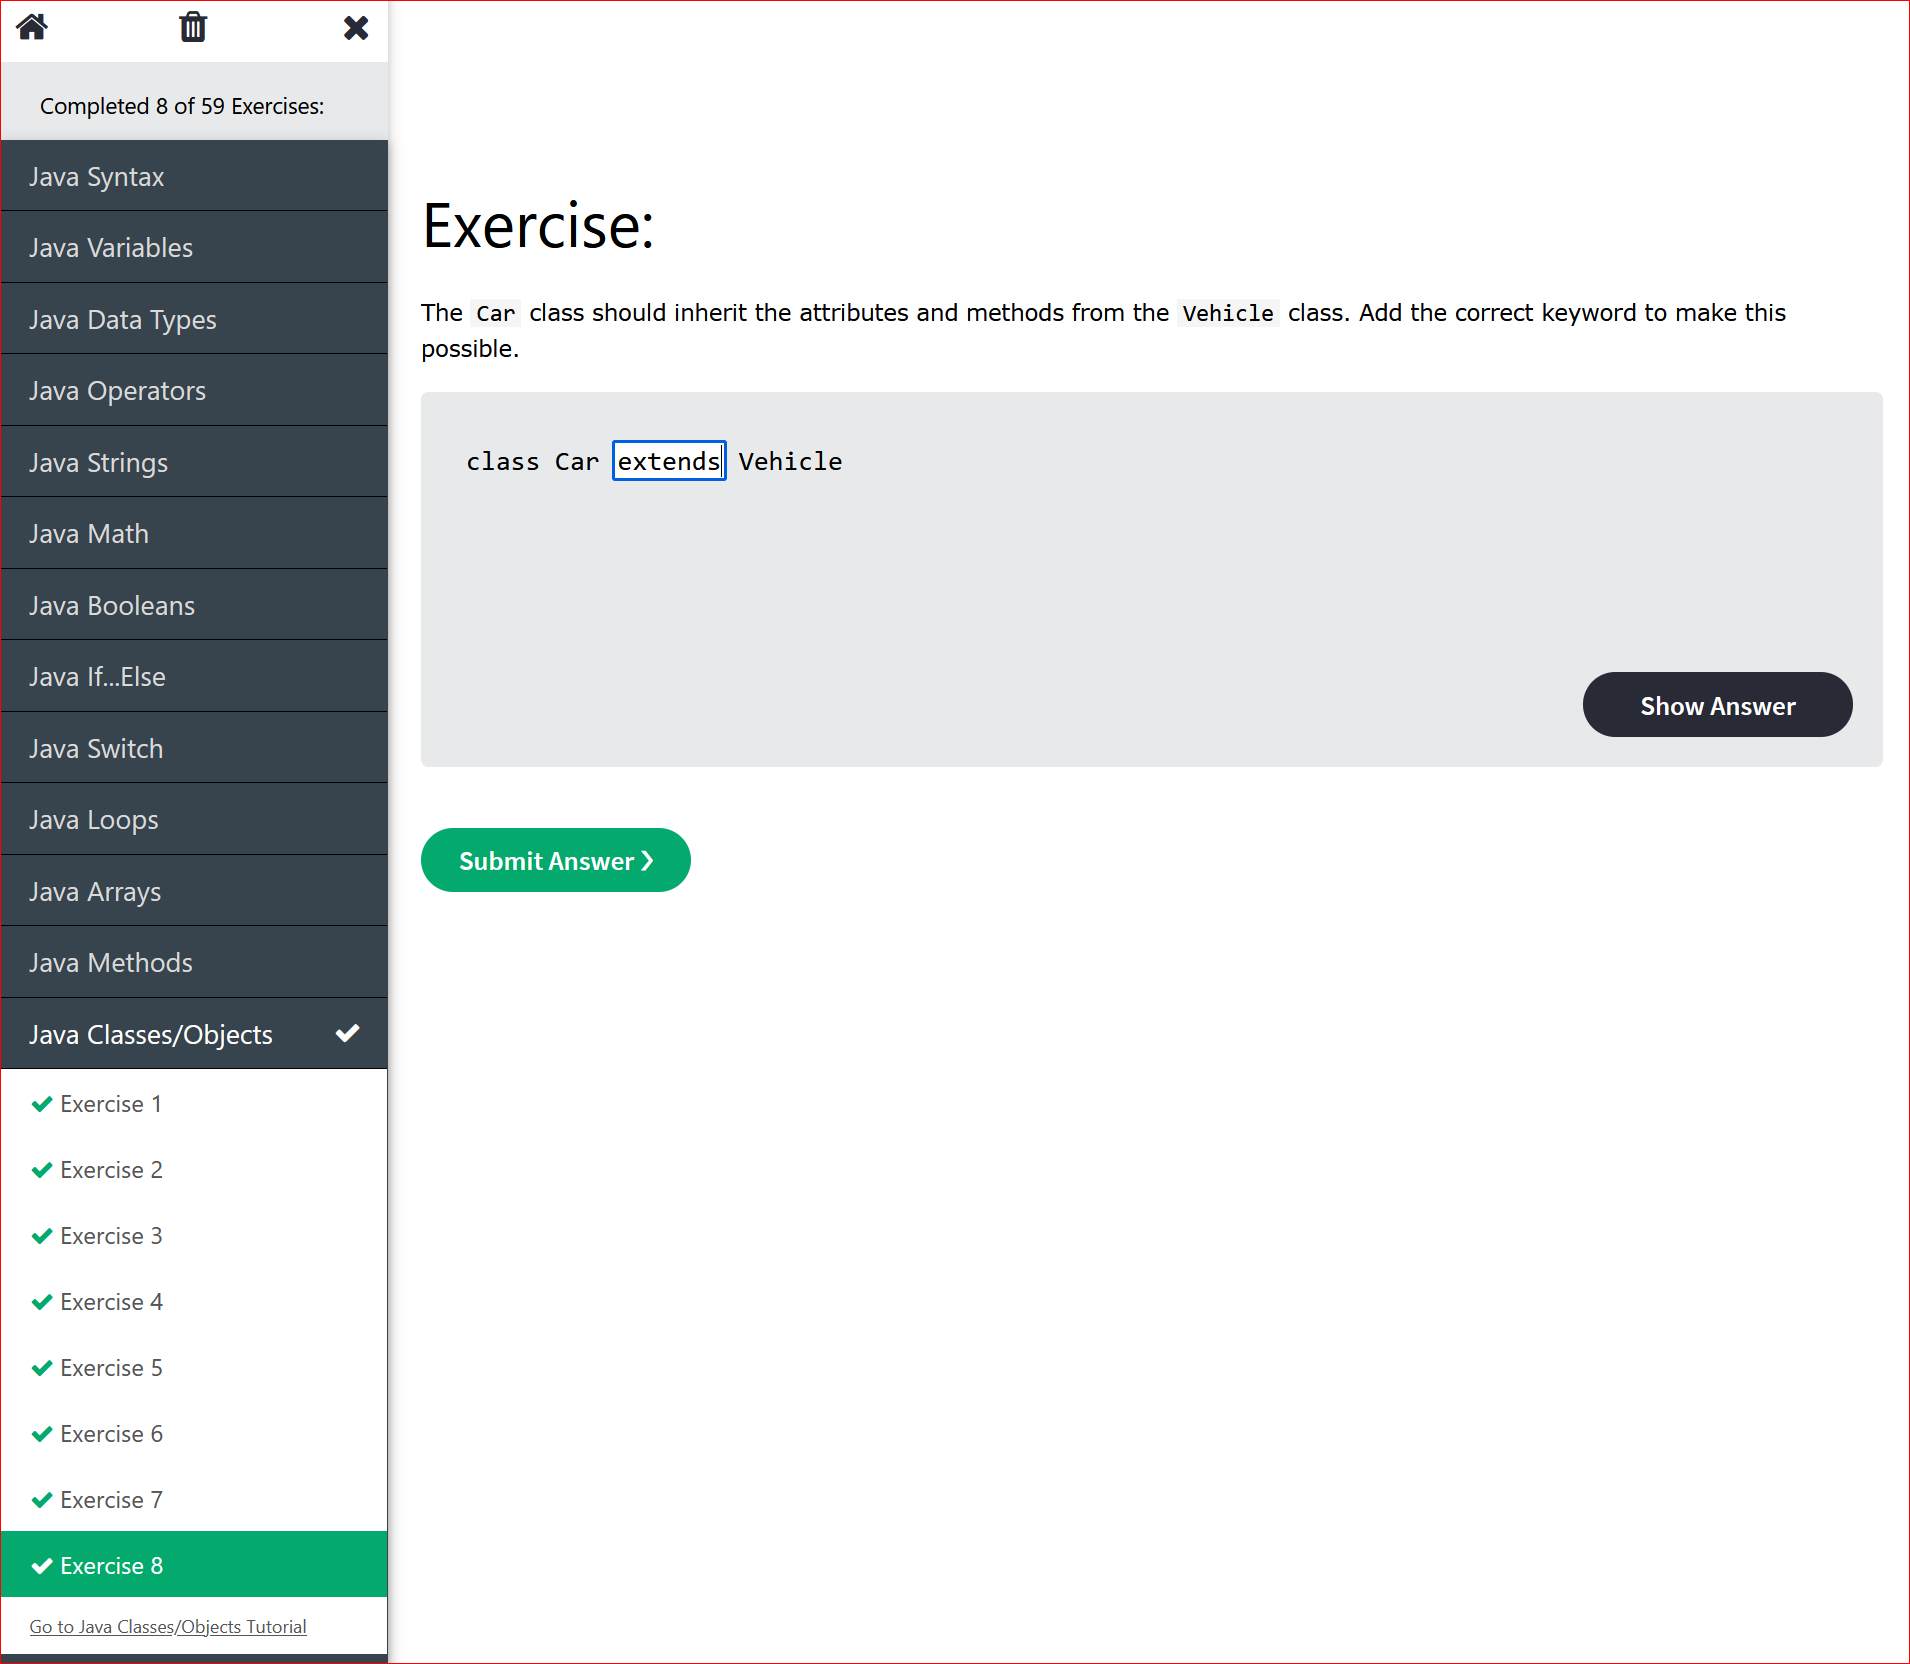 Completed 8 of 59 Exercises:
Java Syntax
Java Variables
Java Data Types
Java Operators
Java Strings
Java Math
Java Booleans
Java If...Else
Java Switch
Java Loops
Java Arrays
Java Methods
Java Classes/Objects
Exercise 1
Exercise 2
Exercise 3
Exercise 4
Exercise 5
Exercise 6
Exercise 7
Exercise 8
Go to Java Classes/Objects Tutorial
Exercise:
The Car class should inherit the attributes and methods from the Vehicle class. Add the correct keyword to make this
possible.
class Car extends Vehicle
Show Answer
Submit Answer ❯